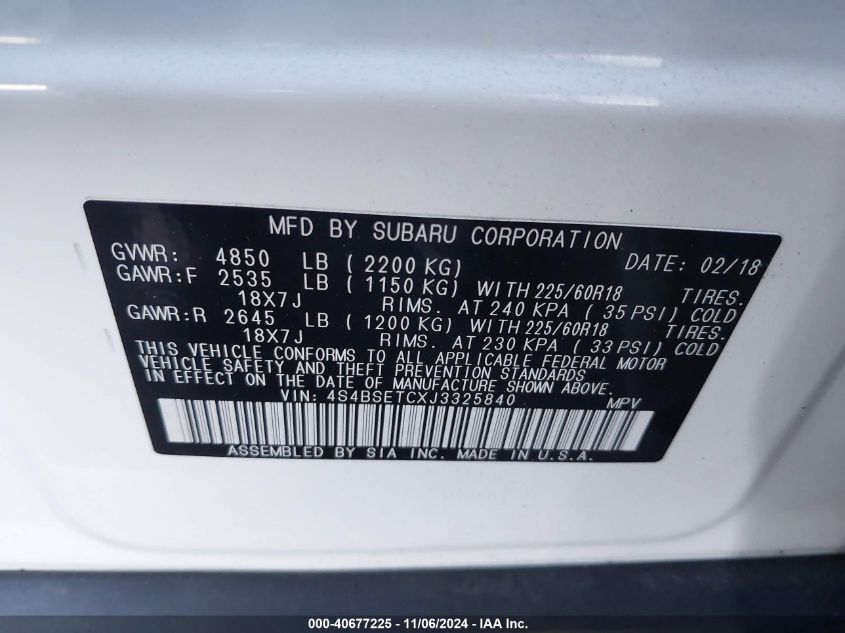 MFD BY SUBARU CORPORATION
GVWR: 4850 LB ( 2200 KG) DATE: 02/18
GAWR:F 2535 LB ( 1150 KG) WITH 225/60R18 TIRES.
18X7J RIMS. AT 240 KPA ( 35 PSI) COLD
GAWR:R 2645 LB ( 1200 KG) WITH 225/60R18 TIRES.
18X7J RIMS. AT 230 KPA ( 33 PSI) COLD
THIS VEHICLE CONFORMS TO ALL APPLICABLE FEDERAL MOTOR
VEHICLE SAFETY AND THEFT PREVENTION STANDARDS
IN EFFECT ON THE DATE OF MANUFACTURE SHOWN ABOVE.
VIN: 4S4BSETCXJ3325840 MPV
ASSEMBLED BY SIA INC. MADE IN U.S.A.
000-40677225 - 11/06/2024 - IAA Inc.